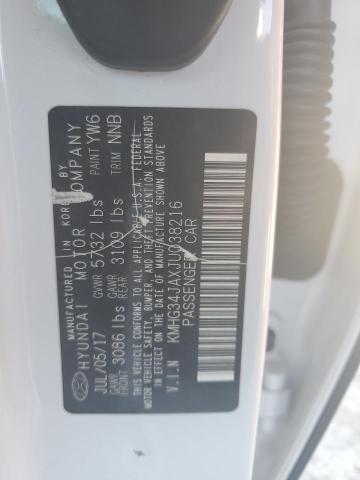 MANUFACTURED IN KOREA BY
HYUNDAI MOTOR COMPANY
JUL/05/17 GVWR 5732 lbs PAINT YW6
GAWR FRONT 3086 lbs GAWR REAR 3109 lbs TRIM NNB
THIS VEHICLE CONFORMS TO ALL APPLICABLE U.S.A. FEDERAL
MOTOR VEHICLE SAFETY, BUMPER, AND THEFT PREVENTION STANDARDS
IN EFFECT ON THE DATE OF MANUFACTURE SHOWN ABOVE.
V.I.N KMHG34JAXJU038216
PASSENGER CAR